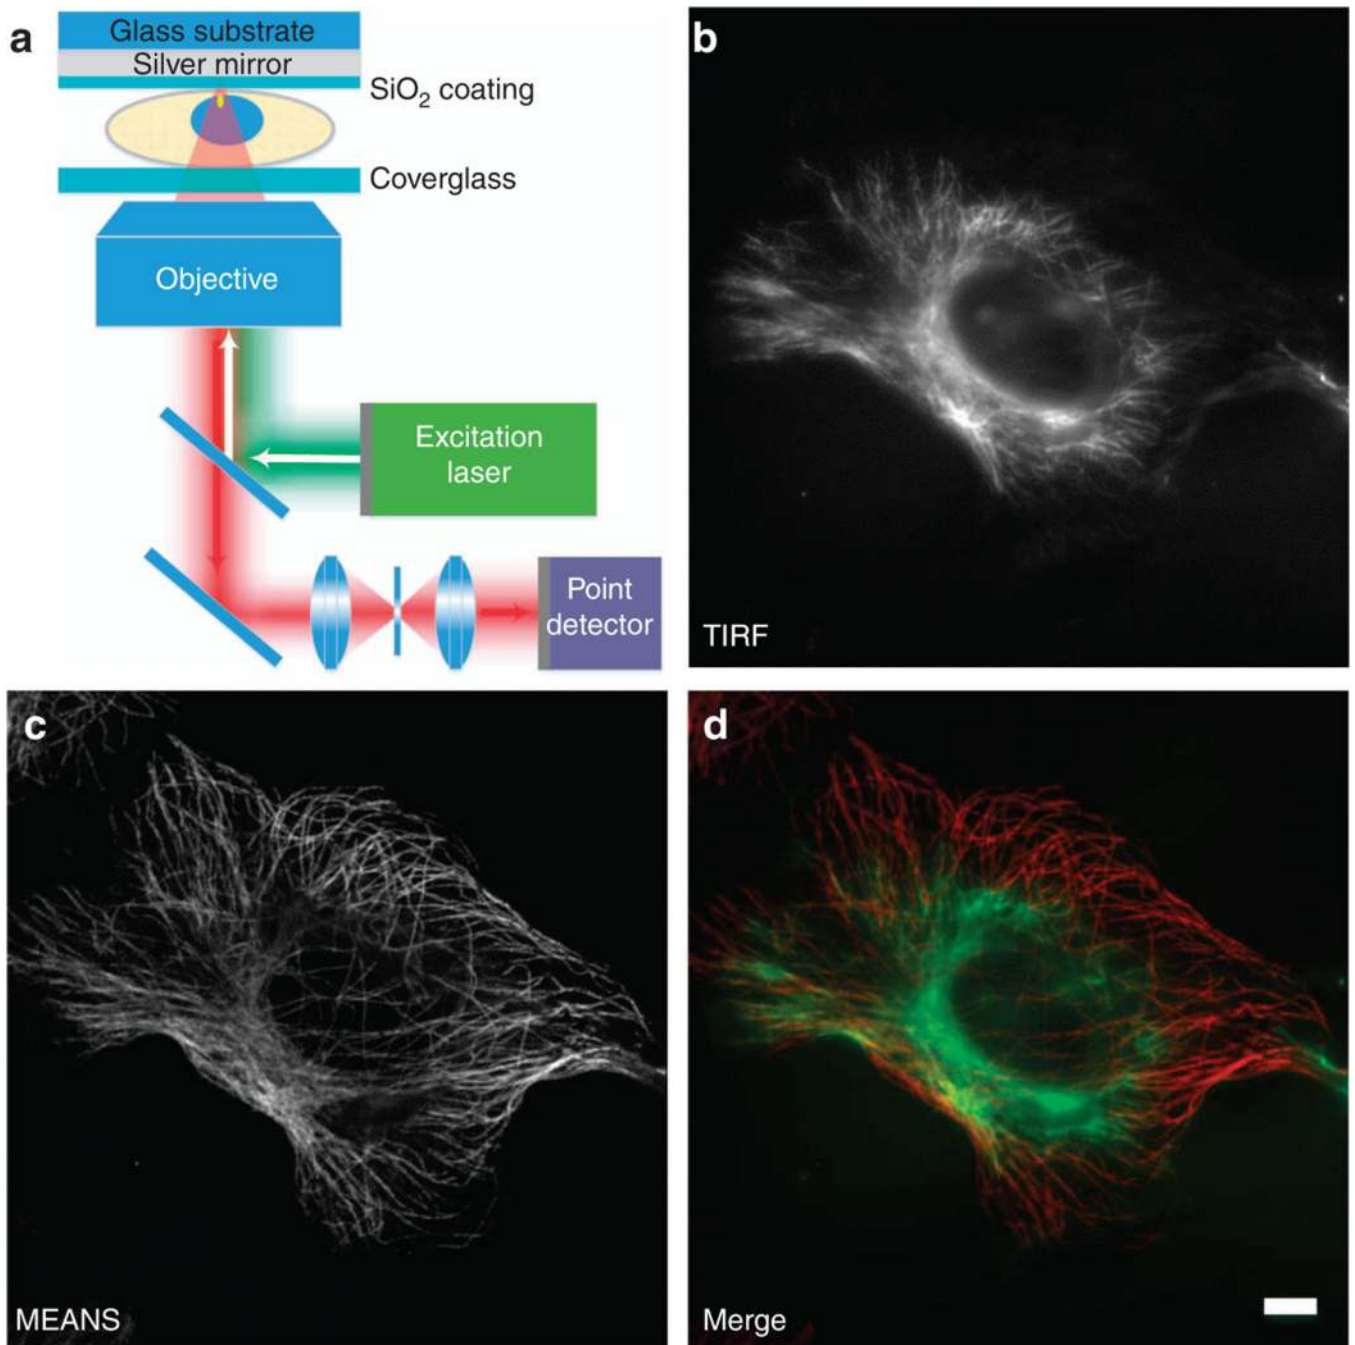 a
Glass substrate
Silver mirror
SiO₂ coating
Coverglass
Objective
Excitation
laser
Point
detector
b
TIRF
c
MEANS
d
Merge